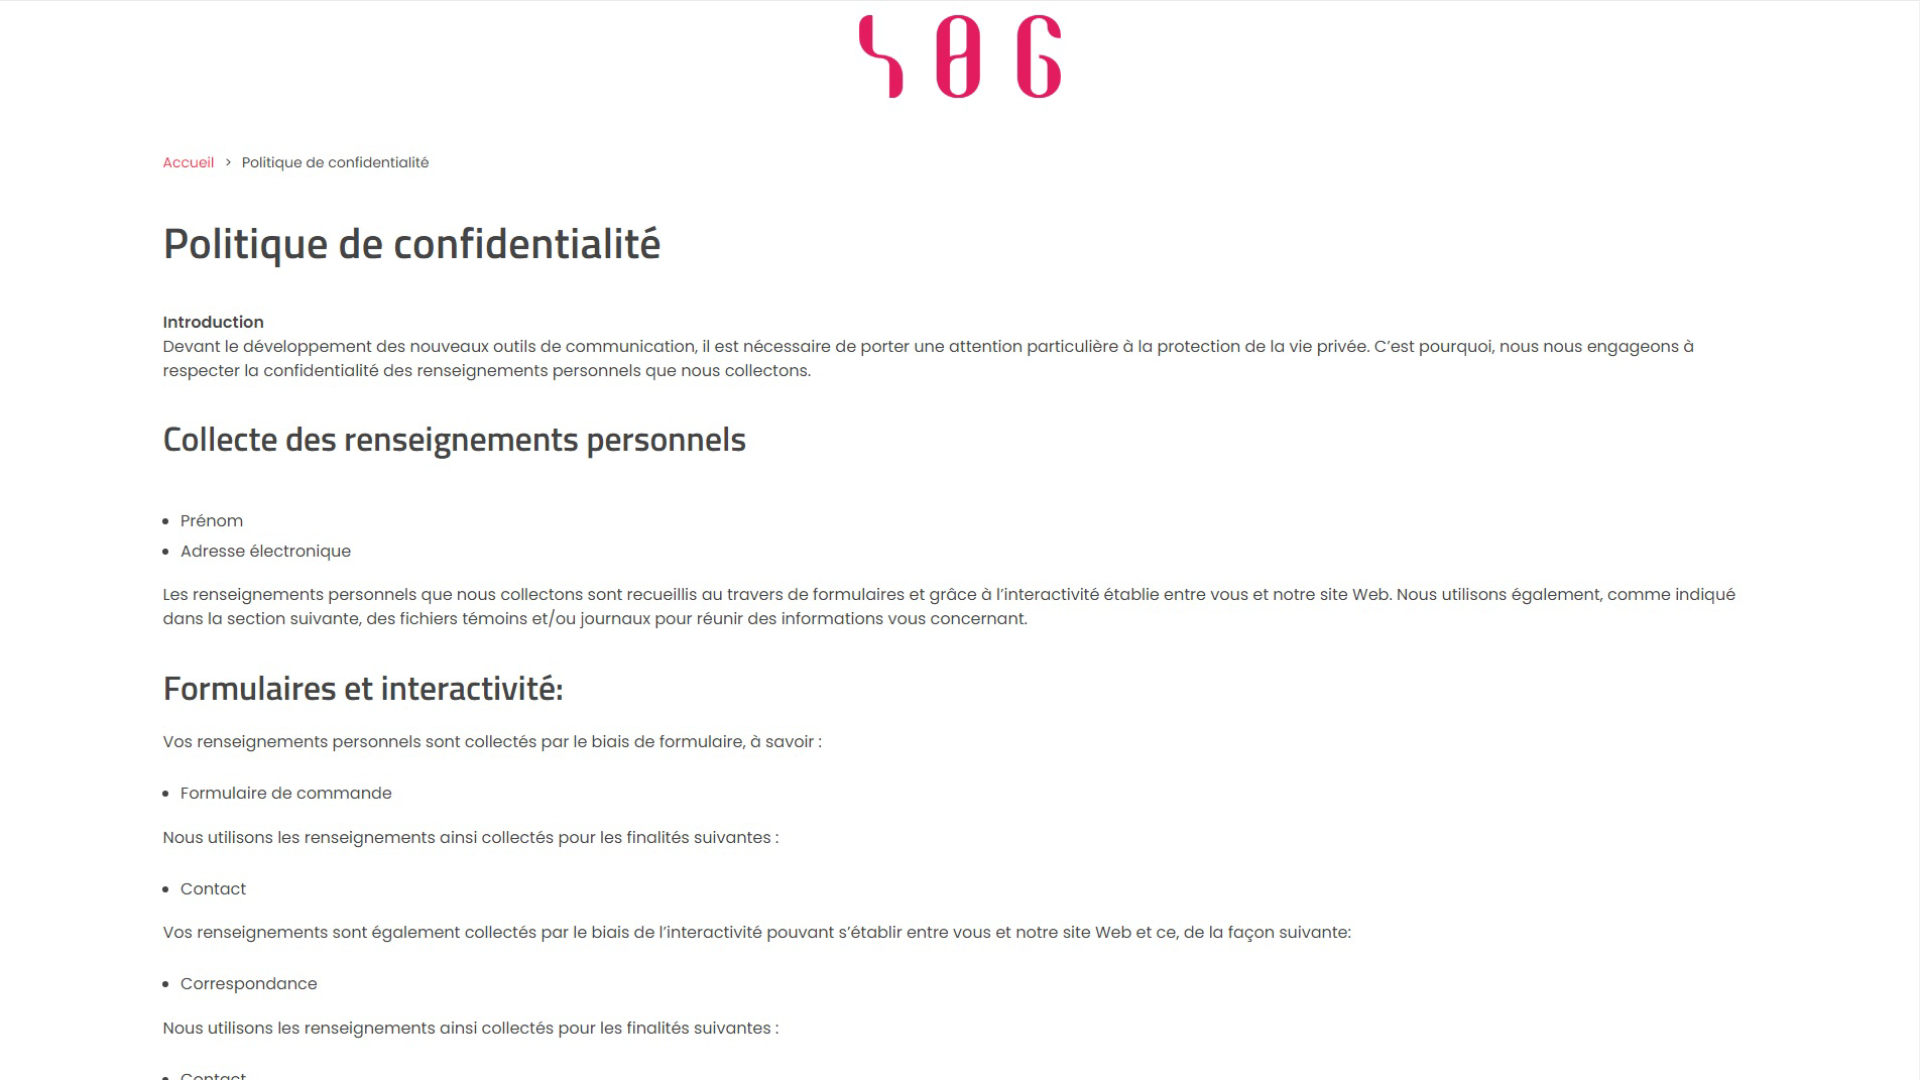 Accueil > Politique de confidentialité
Politique de confidentialité
Introduction
Devant le développement des nouveaux outils de communication, il est nécessaire de porter une attention particulière à la protection de la vie privée. C’est pourquoi, nous nous engageons à
respecter la confidentialité des renseignements personnels que nous collectons.
Collecte des renseignements personnels
• Prénom
• Adresse électronique
Les renseignements personnels que nous collectons sont recueillis au travers de formulaires et grâce à l’interactivité établie entre vous et notre site Web. Nous utilisons également, comme indiqué
dans la section suivante, des fichiers témoins et/ou journaux pour réunir des informations vous concernant.
Formulaires et interactivité:
Vos renseignements personnels sont collectés par le biais de formulaire, à savoir :
• Formulaire de commande
Nous utilisons les renseignements ainsi collectés pour les finalités suivantes :
• Contact
Vos renseignements sont également collectés par le biais de l’interactivité pouvant s’établir entre vous et notre site Web et ce, de la façon suivante:
• Correspondance
Nous utilisons les renseignements ainsi collectés pour les finalités suivantes :
• Contact